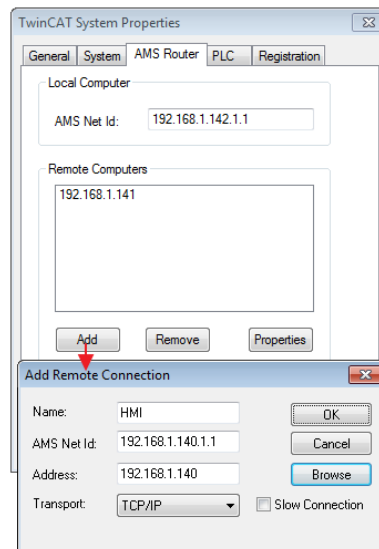 TwinCAT System Properties
General System AMS Router PLC Registration
Local Computer
AMS Net Id: 192.168.1.142.1.1
Remote Computers
192.168.1.141
Add Remove Properties
Add Remote Connection
Name: HMI OK
AMS Net Id: 192.168.1.140.1.1 Cancel
Address: 192.168.1.140 Browse
Transport: TCP/IP Slow Connection